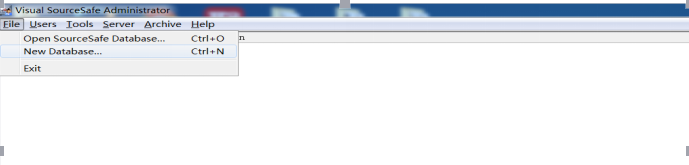 Visual SourceSafe Administrator
File Users Tools Server Archive Help
Open SourceSafe Database... Ctrl+O
n
New Database... Ctrl+N
Exit